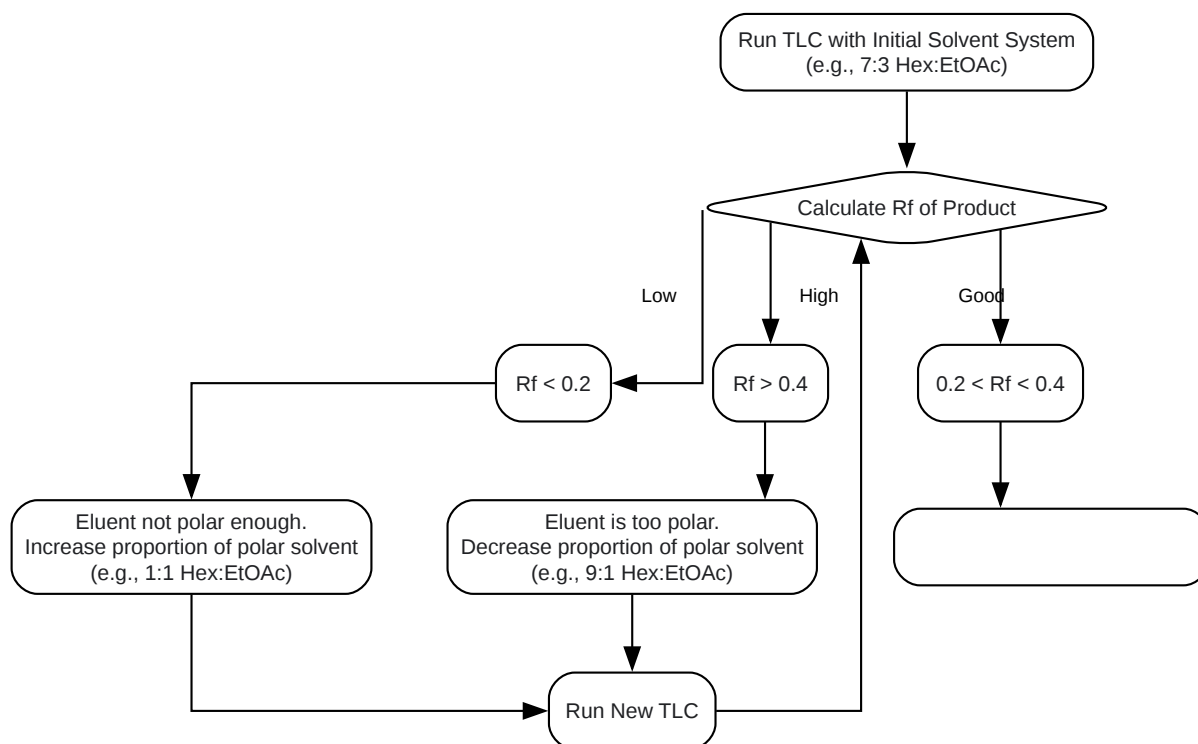 Run TLC with Initial Solvent System
(e.g., 7:3 Hex:EtOAc)
Calculate Rf of Product
Low
High
Good
Rf < 0.2
Rf > 0.4
0.2 < Rf < 0.4
Eluent not polar enough.
Increase proportion of polar solvent
(e.g., 1:1 Hex:EtOAc)
Eluent is too polar.
Decrease proportion of polar solvent
(e.g., 9:1 Hex:EtOAc)
Run New TLC